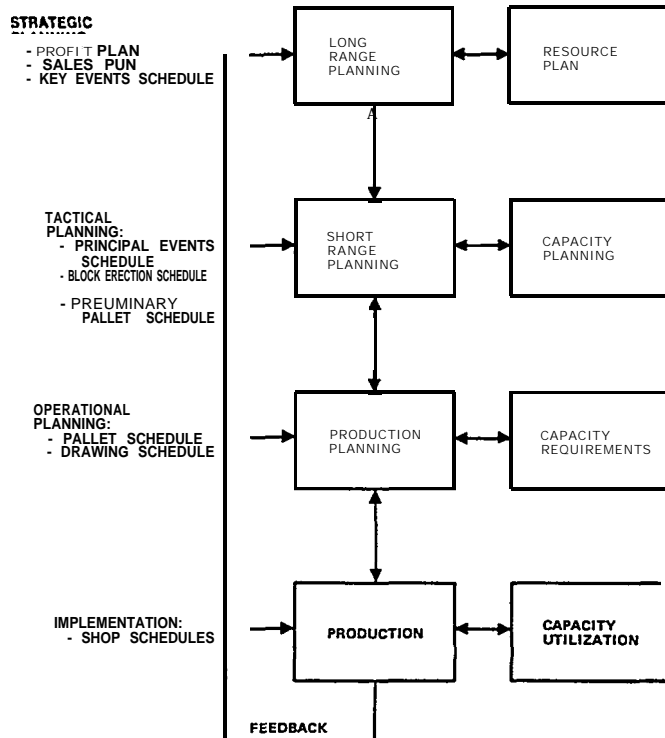 STRATEGIC
- PROFIT PLAN
- SALES PUN
- KEY EVENTS SCHEDULE
LONG
RANGE
PLANNING
RESOURCE
PLAN
A
TACTICAL
PLANNING:
- PRINCIPAL EVENTS
SCHEDULE
- BLOCK ERECTION SCHEDULE
- PREUMINARY
PALLET SCHEDULE
SHORT
RANGE
PLANNING
CAPACITY
PLANNING
OPERATIONAL
PLANNING:
- PALLET SCHEDULE
- DRAWING SCHEDULE
PRODUCTION
PLANNING
CAPACITY
REQUIREMENTS
IMPLEMENTATION:
- SHOP SCHEDULES
PRODUCTION
CAPACITY
UTILIZATION
FEEDBACK